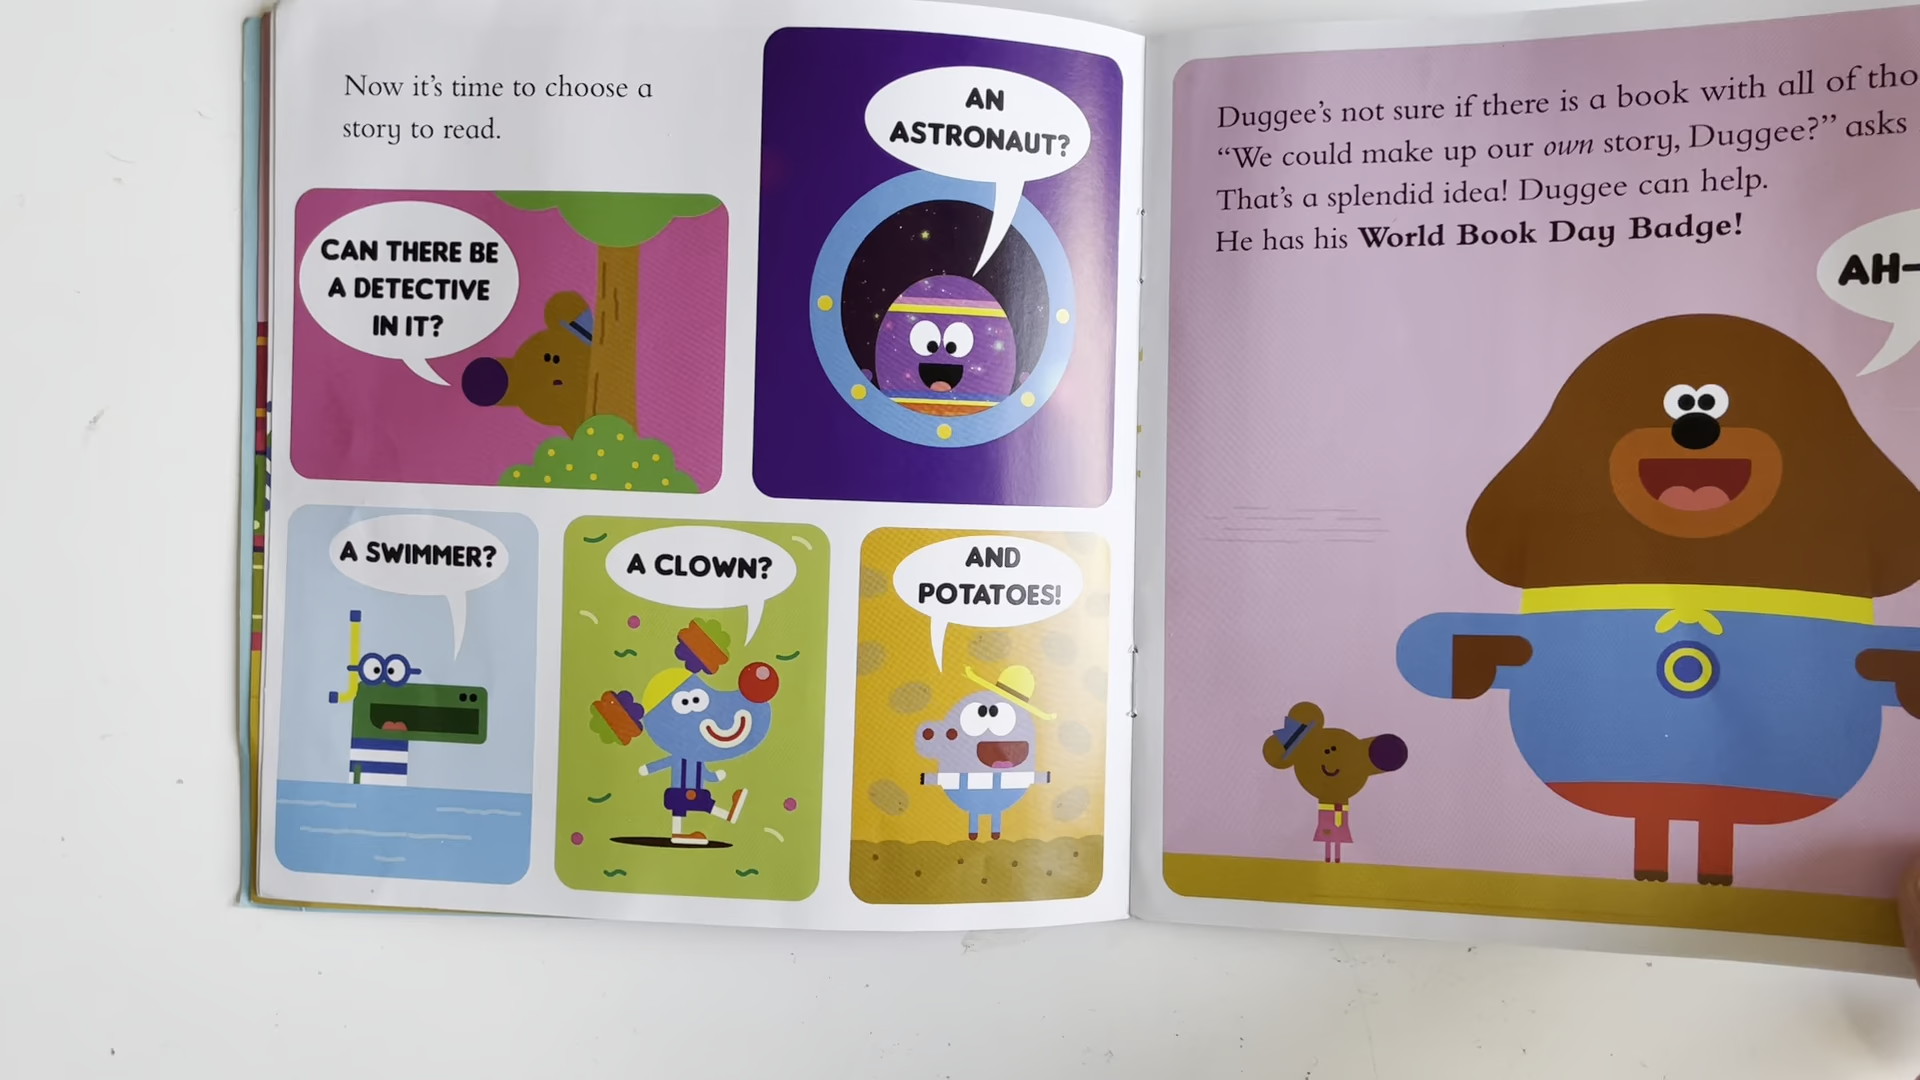 Now it's time to choose a
story to read.
CAN THERE BE
A DETECTIVE
IN IT?
AN
ASTRONAUT?
A SWIMMER?
A CLOWN?
AND
POTATOES!
Duggee's not sure if there is a book with all of tho
“We could make up our own story, Duggee?” asks
That's a splendid idea! Duggee can help.
He has his World Book Day Badge!
AH-